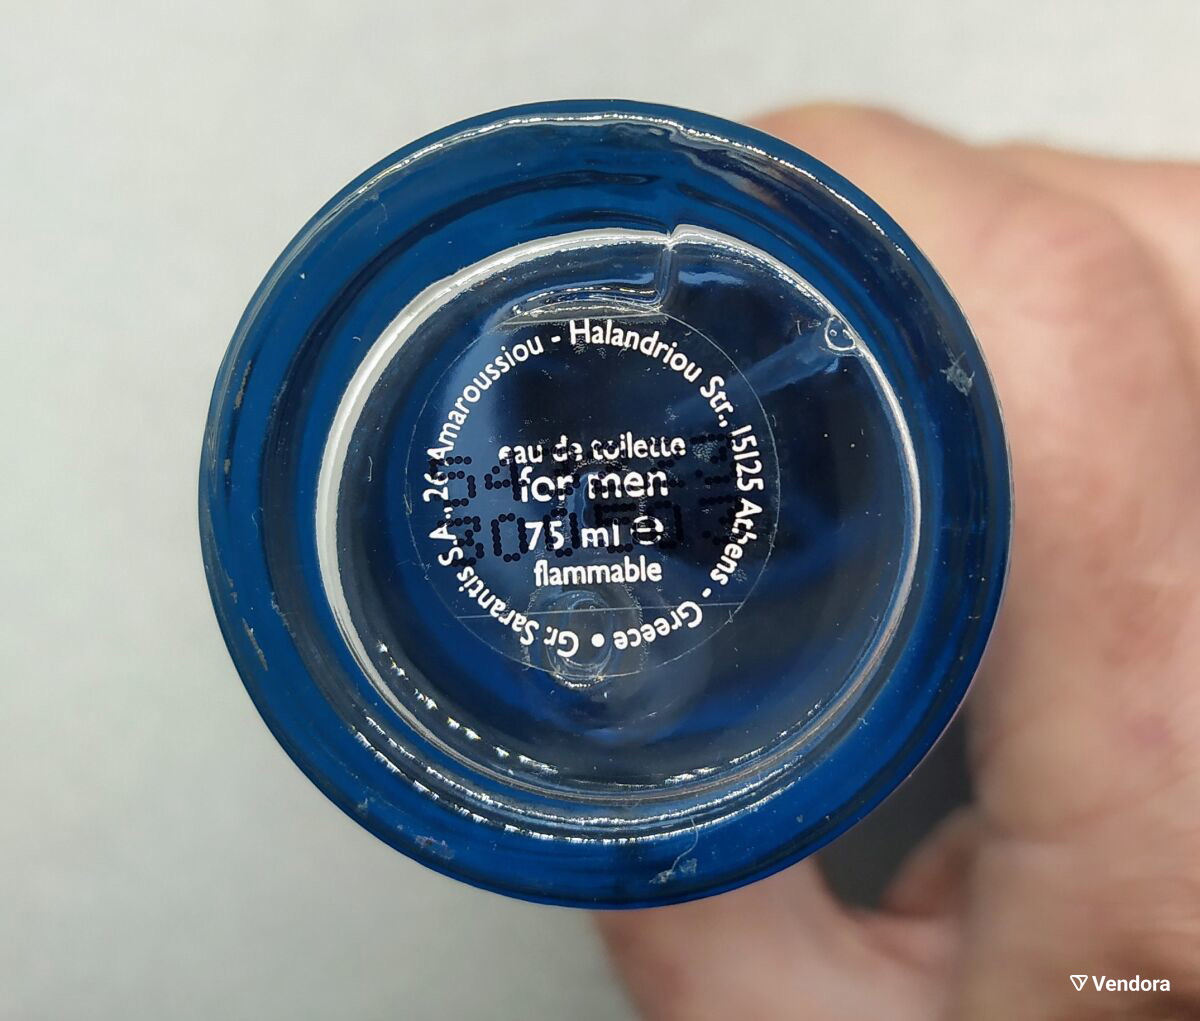 Gr. Sarantis S.A., 26 Amaroussiou - Halandriou Str., 15125 Athens - Greece •
eau de toilette
for men
75 ml ℮
flammable
Vendora